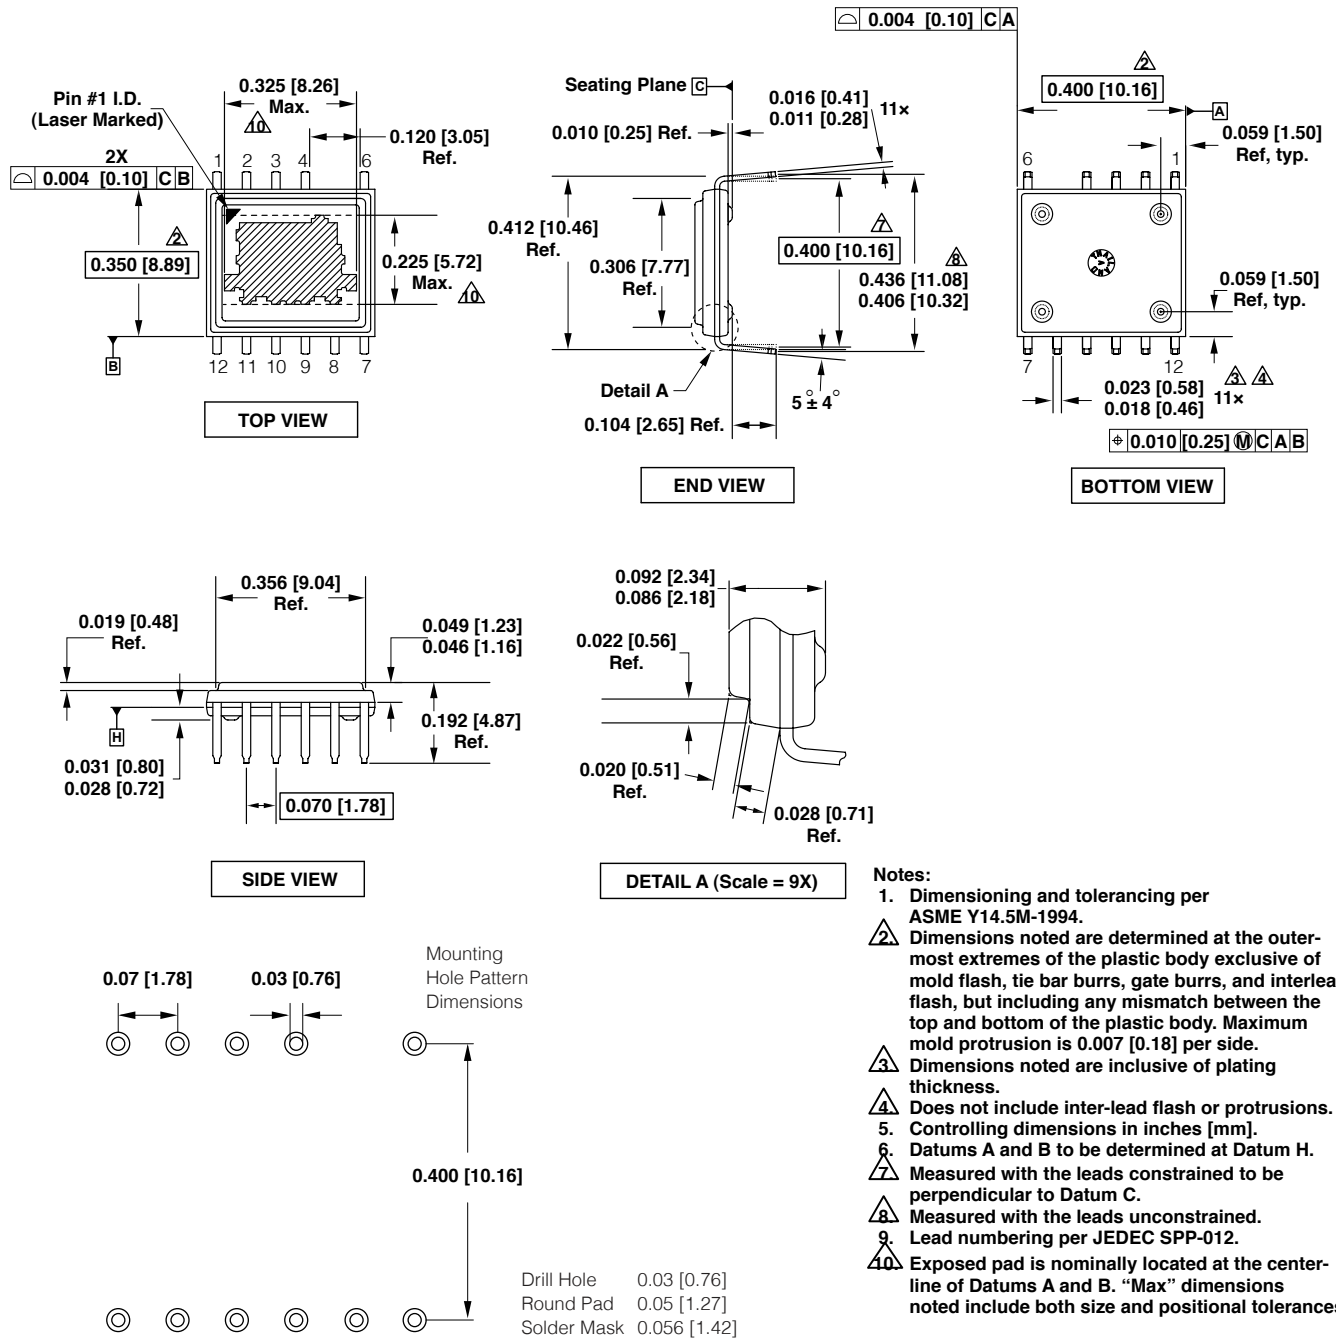 0.004 [0.10] C A
2
0.325 [8.26]
Max.
Pin #1 I.D.
(Laser Marked)
10
0.120 [3.05]
Ref.
2X
0.004 [0.10] C B
1 2 3 4 6
2
0.350 [8.89]
0.225 [5.72]
Max.
10
B
12 11 10 9 8 7
TOP VIEW
Seating Plane C
0.016 [0.41]
0.011 [0.28]
11×
0.010 [0.25] Ref.
0.412 [10.46]
Ref.
0.306 [7.77]
Ref.
7
0.400 [10.16]
8
0.436 [11.08]
0.406 [10.32]
Detail A
5 ± 4°
0.104 [2.65] Ref.
END VIEW
0.400 [10.16]
A
0.059 [1.50]
Ref, typ.
6 1
0.059 [1.50]
Ref, typ.
7 12
3 4
0.023 [0.58]
0.018 [0.46]
11×
⌖ 0.010 [0.25] Ⓜ C A B
BOTTOM VIEW
0.356 [9.04]
Ref.
0.019 [0.48]
Ref.
0.049 [1.23]
0.046 [1.16]
0.192 [4.87]
Ref.
H
0.031 [0.80]
0.028 [0.72]
0.070 [1.78]
SIDE VIEW
0.092 [2.34]
0.086 [2.18]
0.022 [0.56]
Ref.
0.020 [0.51]
Ref.
0.028 [0.71]
Ref.
DETAIL A (Scale = 9X)
Mounting
Hole Pattern
Dimensions
0.07 [1.78]
0.03 [0.76]
0.400 [10.16]
Drill Hole 0.03 [0.76]
Round Pad 0.05 [1.27]
Solder Mask 0.056 [1.42]
Notes:
1. Dimensioning and tolerancing per
ASME Y14.5M-1994.
2. Dimensions noted are determined at the outer-
most extremes of the plastic body exclusive of
mold flash, tie bar burrs, gate burrs, and interlea
flash, but including any mismatch between the
top and bottom of the plastic body. Maximum
mold protrusion is 0.007 [0.18] per side.
3. Dimensions noted are inclusive of plating
thickness.
4. Does not include inter-lead flash or protrusions.
5. Controlling dimensions in inches [mm].
6. Datums A and B to be determined at Datum H.
7. Measured with the leads constrained to be
perpendicular to Datum C.
8. Measured with the leads unconstrained.
9. Lead numbering per JEDEC SPP-012.
10. Exposed pad is nominally located at the center-
line of Datums A and B. “Max” dimensions
noted include both size and positional tolerances